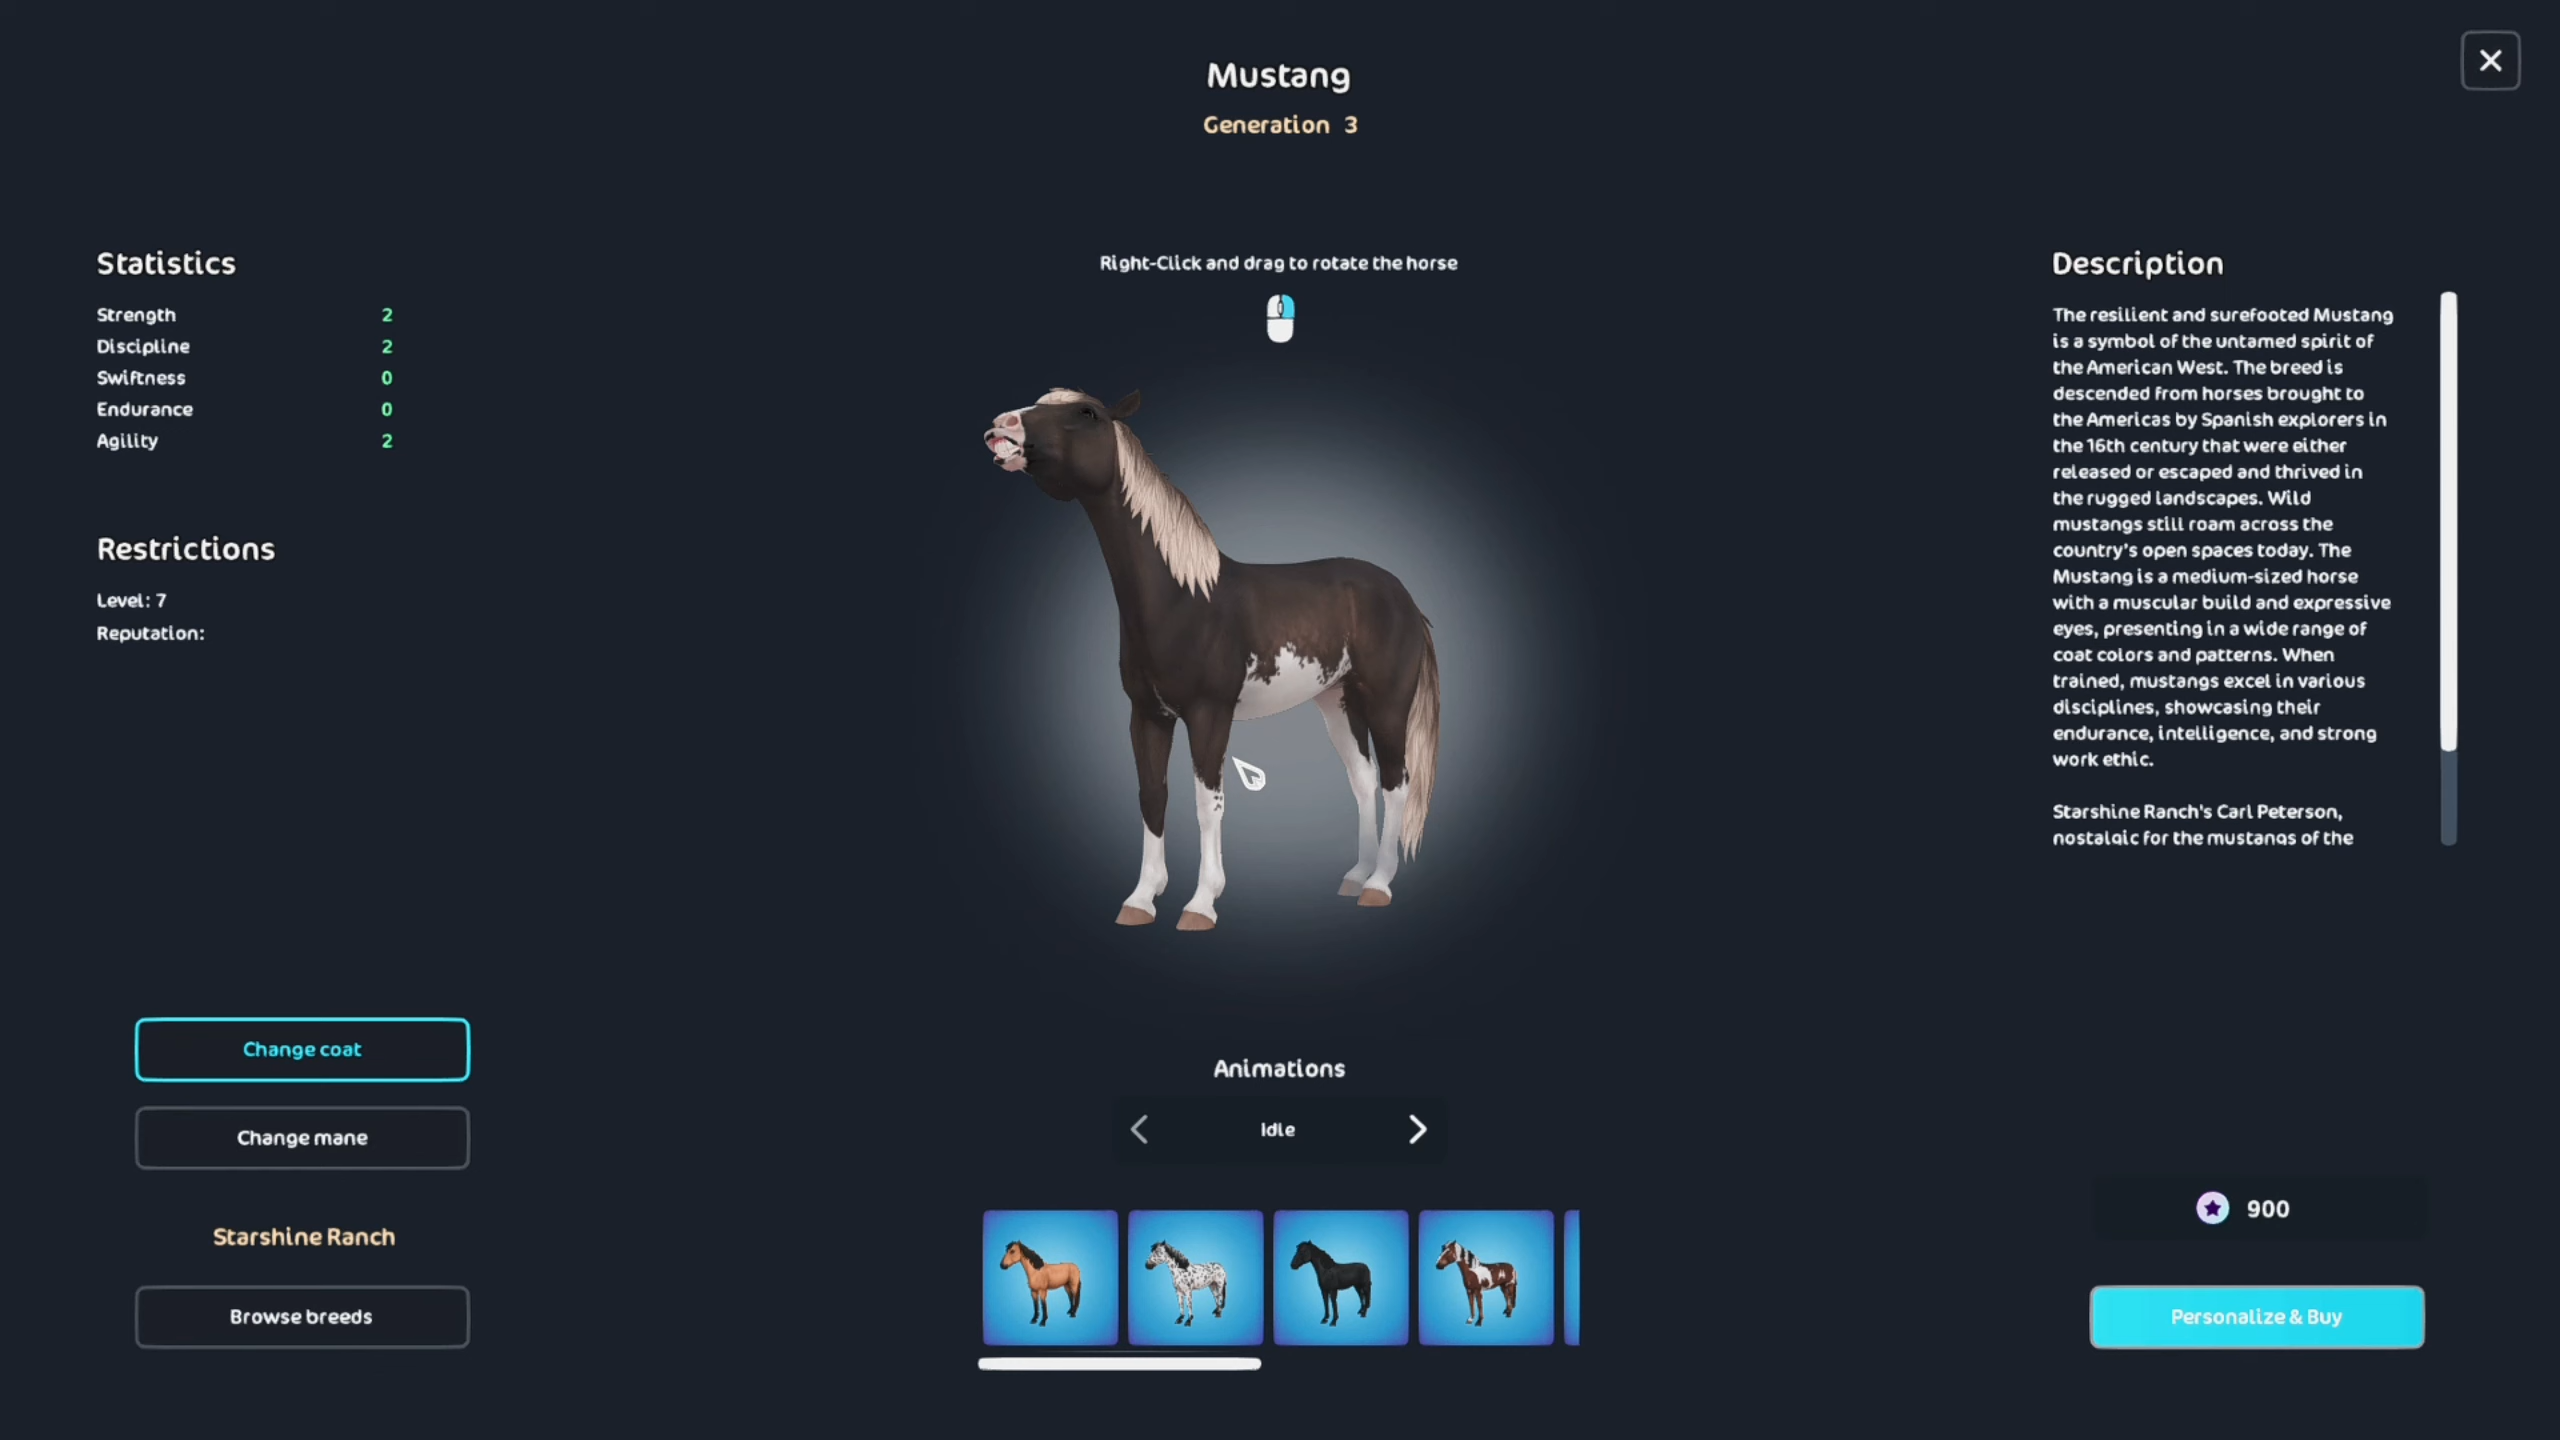 Mustang
Generation 3
Statistics
Strength 2
Discipline 2
Swiftness 0
Endurance 0
Agility 2
Restrictions
Level: 7
Reputation:
Right-Click and drag to rotate the horse
Description
The resilient and surefooted Mustang
is a symbol of the untamed spirit of
the American West. The breed is
descended from horses brought to
the Americas by Spanish explorers in
the 16th century that were either
released or escaped and thrived in
the rugged landscapes. Wild
mustangs still roam across the
country's open spaces today. The
Mustang is a medium-sized horse
with a muscular build and expressive
eyes, presenting in a wide range of
coat colors and patterns. When
trained, mustangs excel in various
disciplines, showcasing their
endurance, intelligence, and strong
work ethic.
Starshine Ranch's Carl Peterson,
nostalgic for the mustangs of the
Change coat
Change mane
Starshine Ranch
Browse breeds
Animations
Idle
900
Personalize & Buy